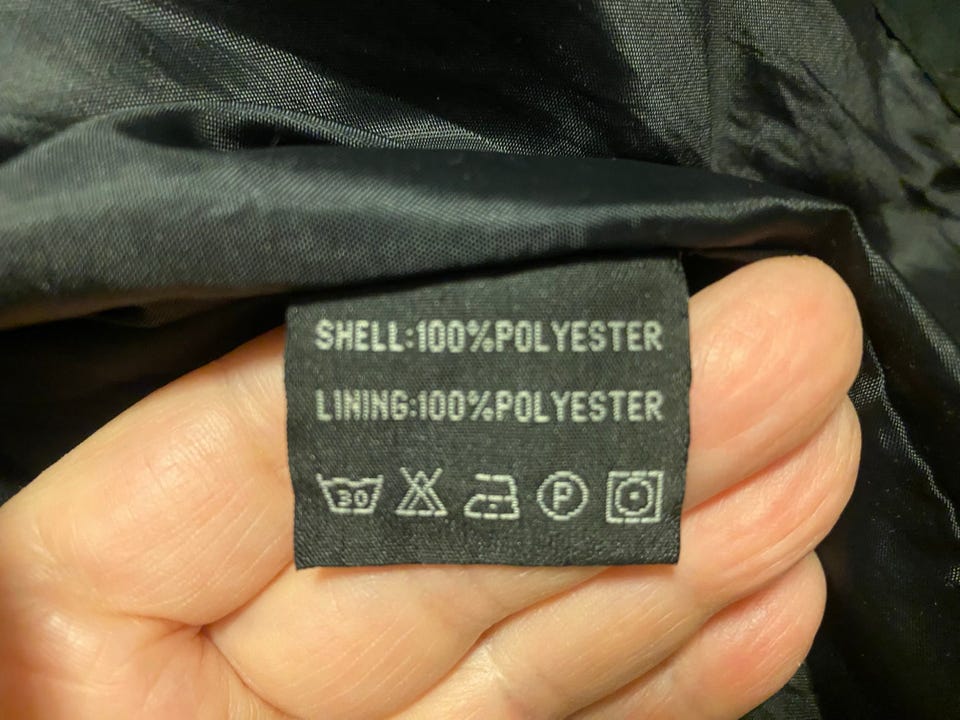 SHELL:100%POLYESTER
LINING:100%POLYESTER
30 P